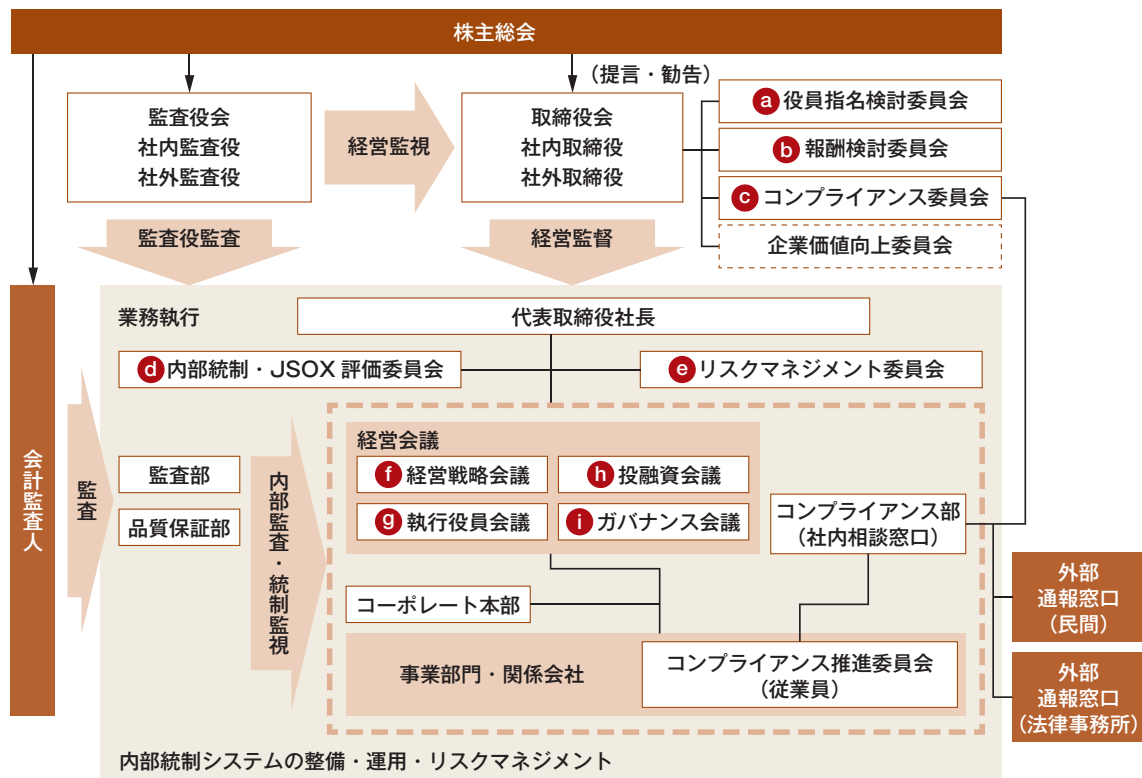 株主総会
(提言・勧告)
監査役会
社内監査役
社外監査役
経営監視
取締役会
社内取締役
社外取締役
a 役員指名検討委員会
b 報酬検討委員会
c コンプライアンス委員会
企業価値向上委員会
監査役監査
経営監督
業務執行
代表取締役社長
d 内部統制・JSOX 評価委員会
e リスクマネジメント委員会
会計監査人
監査
監査部
品質保証部
内部監査・統制監視
経営会議
f 経営戦略会議
h 投融資会議
g 執行役員会議
i ガバナンス会議
コンプライアンス部
(社内相談窓口)
コーポレート本部
事業部門・関係会社
コンプライアンス推進委員会
(従業員)
外部
通報窓口
(民間)
外部
通報窓口
(法律事務所)
内部統制システムの整備・運用・リスクマネジメント